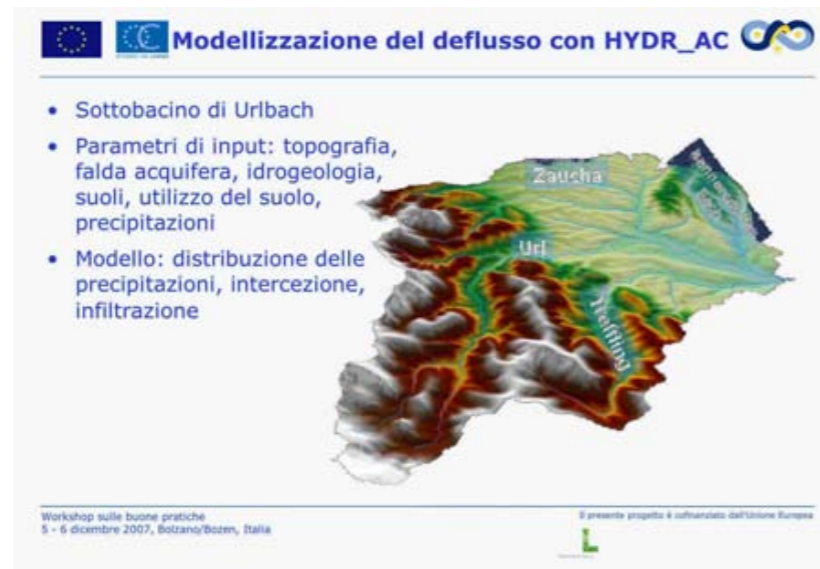 Modellizzazione del deflusso con HYDR_AC
• Sottobacino di Urlbach
• Parametri di input: topografia,
falda acquifera, idrogeologia,
suoli, utilizzo del suolo,
precipitazioni
• Modello: distribuzione delle
precipitazioni, intercezione,
infiltrazione
Zaucha
Url
Treffling
Workshop sulle buone pratiche
5 - 6 dicembre 2007, Bolzano/Bozen, Italia
Il presente progetto è cofinanziato dall'Unione Europea
L